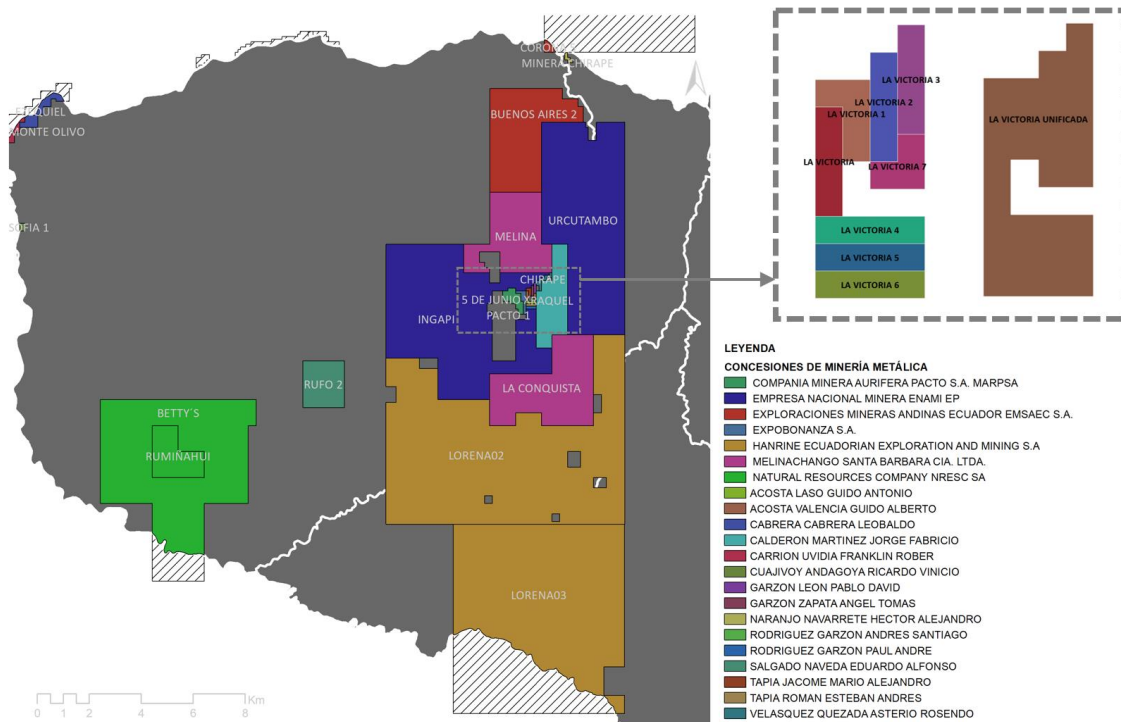 CORO
MINERA CHIRAPE
BUENOS AIRES 2
MONTE OLIVO
SOFIA 1
URCUTAMBO
MELINA
CHIRAPE
5 DE JUNIO XRAQUEL
INGAPI
PACTO 1
RUFO 2
LA CONQUISTA
BETTY´S
RUMIÑAHUI
LORENA02
LORENA03
Km
0 1 2 4 6 8
LA VICTORIA 3
LA VICTORIA 2
LA VICTORIA 1
LA VICTORIA UNIFICADA
LA VICTORIA
LA VICTORIA 7
LA VICTORIA 4
LA VICTORIA 5
LA VICTORIA 6
LEYENDA
CONCESIONES DE MINERÍA METÁLICA
COMPANIA MINERA AURIFERA PACTO S.A. MARPSA
EMPRESA NACIONAL MINERA ENAMI EP
EXPLORACIONES MINERAS ANDINAS ECUADOR EMSAEC S.A.
EXPOBONANZA S.A.
HANRINE ECUADORIAN EXPLORATION AND MINING S.A
MELINACHANGO SANTA BARBARA CIA. LTDA.
NATURAL RESOURCES COMPANY NRESC SA
ACOSTA LASO GUIDO ANTONIO
ACOSTA VALENCIA GUIDO ALBERTO
CABRERA CABRERA LEOBALDO
CALDERON MARTINEZ JORGE FABRICIO
CARRION UVIDIA FRANKLIN ROBER
CUAJIVOY ANDAGOYA RICARDO VINICIO
GARZON LEON PABLO DAVID
GARZON ZAPATA ANGEL TOMAS
NARANJO NAVARRETE HECTOR ALEJANDRO
RODRIGUEZ GARZON ANDRES SANTIAGO
RODRIGUEZ GARZON PAUL ANDRE
SALGADO NAVEDA EDUARDO ALFONSO
TAPIA JACOME MARIO ALEJANDRO
TAPIA ROMAN ESTEBAN ANDRES
VELASQUEZ QUEZADA ASTERIO ROSENDO